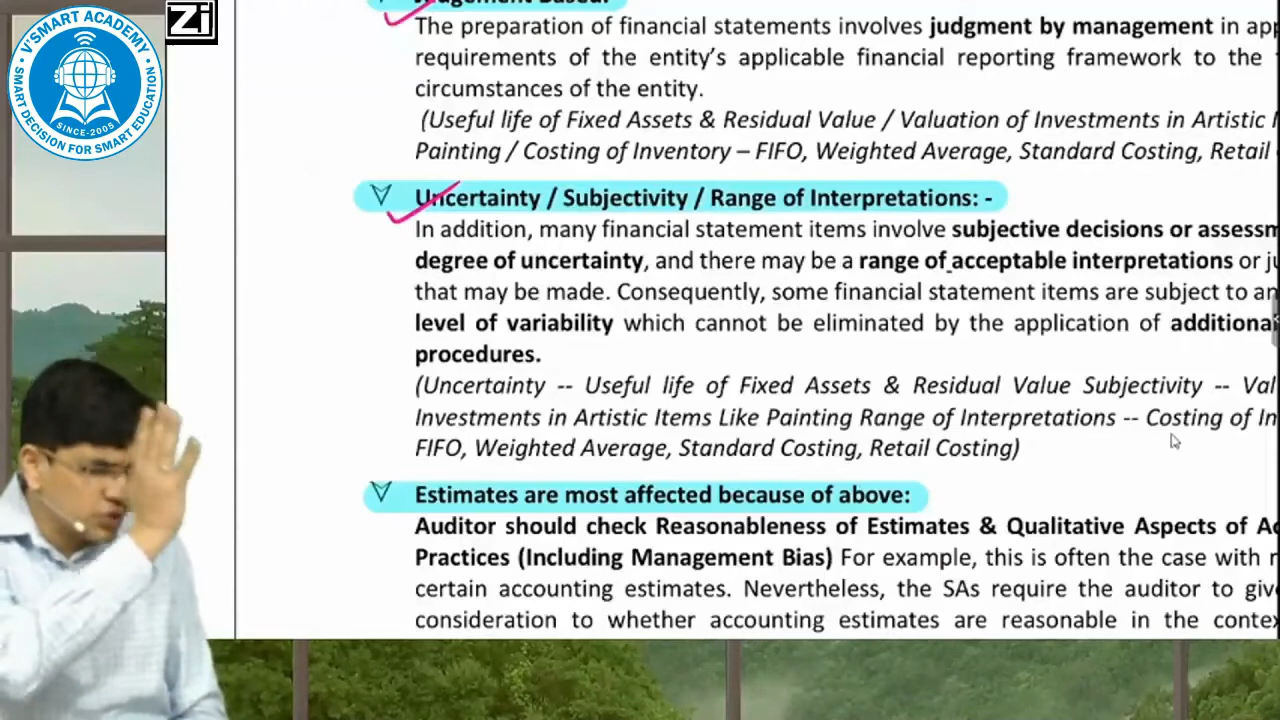 V'SMART ACADEMY
SINCE-2005
SMART DECISION FOR SMART EDUCATION
Zi
Judgement Based:
The preparation of financial statements involves judgment by management in
requirements of the entity's applicable financial reporting framework to the
circumstances of the entity.
(Useful life of Fixed Assets & Residual Value / Valuation of Investments in Artistic
Painting / Costing of Inventory – FIFO, Weighted Average, Standard Costing, Retail
Uncertainty / Subjectivity / Range of Interpretations: -
In addition, many financial statement items involve subjective decisions or
degree of uncertainty, and there may be a range of acceptable interpretations or
that may be made. Consequently, some financial statement items are subject to an
level of variability which cannot be eliminated by the application of additional
procedures.
(Uncertainty -- Useful life of Fixed Assets & Residual Value Subjectivity --
Investments in Artistic Items Like Painting Range of Interpretations -- Costing of
FIFO, Weighted Average, Standard Costing, Retail Costing)
Estimates are most affected because of above:
Auditor should check Reasonableness of Estimates & Qualitative Aspects of
Practices (Including Management Bias) For example, this is often the case with
certain accounting estimates. Nevertheless, the SAs require the auditor to
consideration to whether accounting estimates are reasonable in the